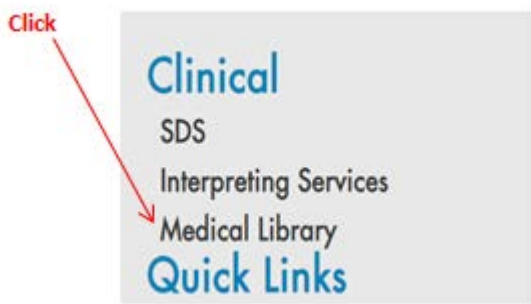 Click
Clinical
SDS
Interpreting Services
Medical Library
Quick Links